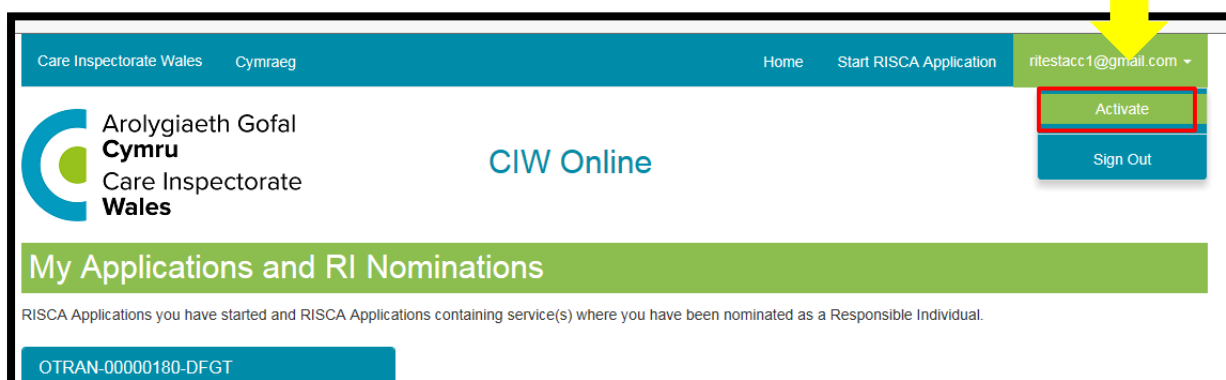 Care Inspectorate Wales Cymraeg Home Start RISCA Application ritestacc1@gmail.com
Activate
Sign Out
Arolygiaeth Gofal
Cymru
Care Inspectorate
Wales
CIW Online
My Applications and RI Nominations
RISCA Applications you have started and RISCA Applications containing service(s) where you have been nominated as a Responsible Individual.
OTRAN-00000180-DFGT